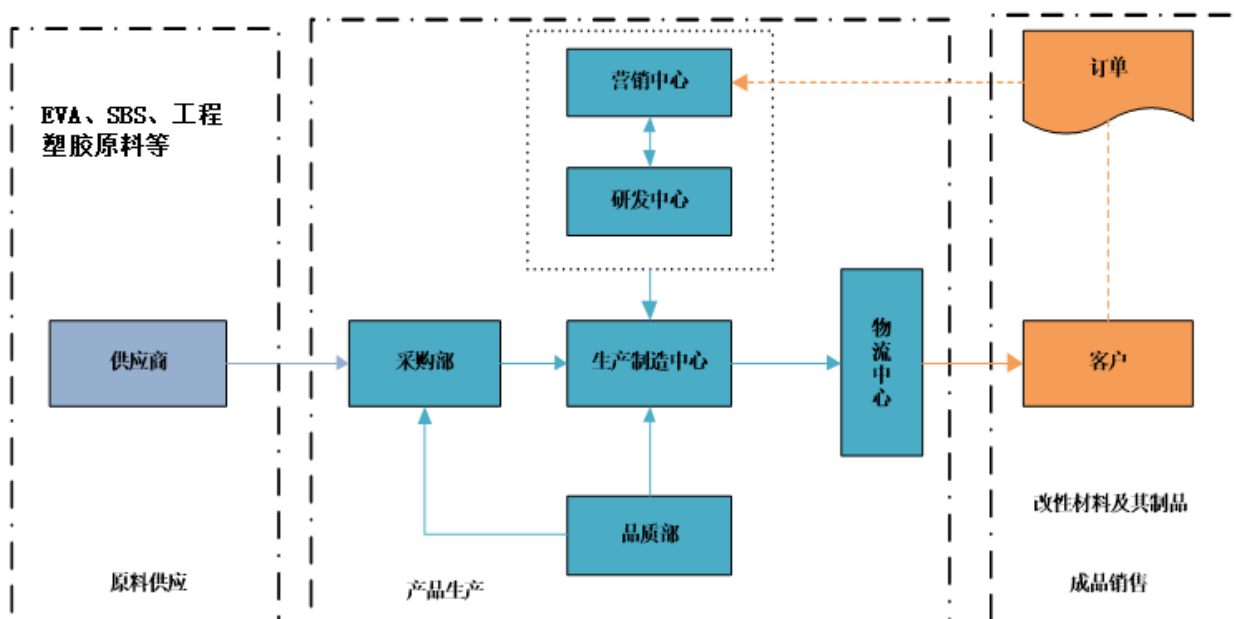 EVA、SBS、工程
塑胶原料等
供应商
原料供应
营销中心
研发中心
采购部
生产制造中心
物流中心
品质部
产品生产
订单
客户
改性材料及其制品
成品销售